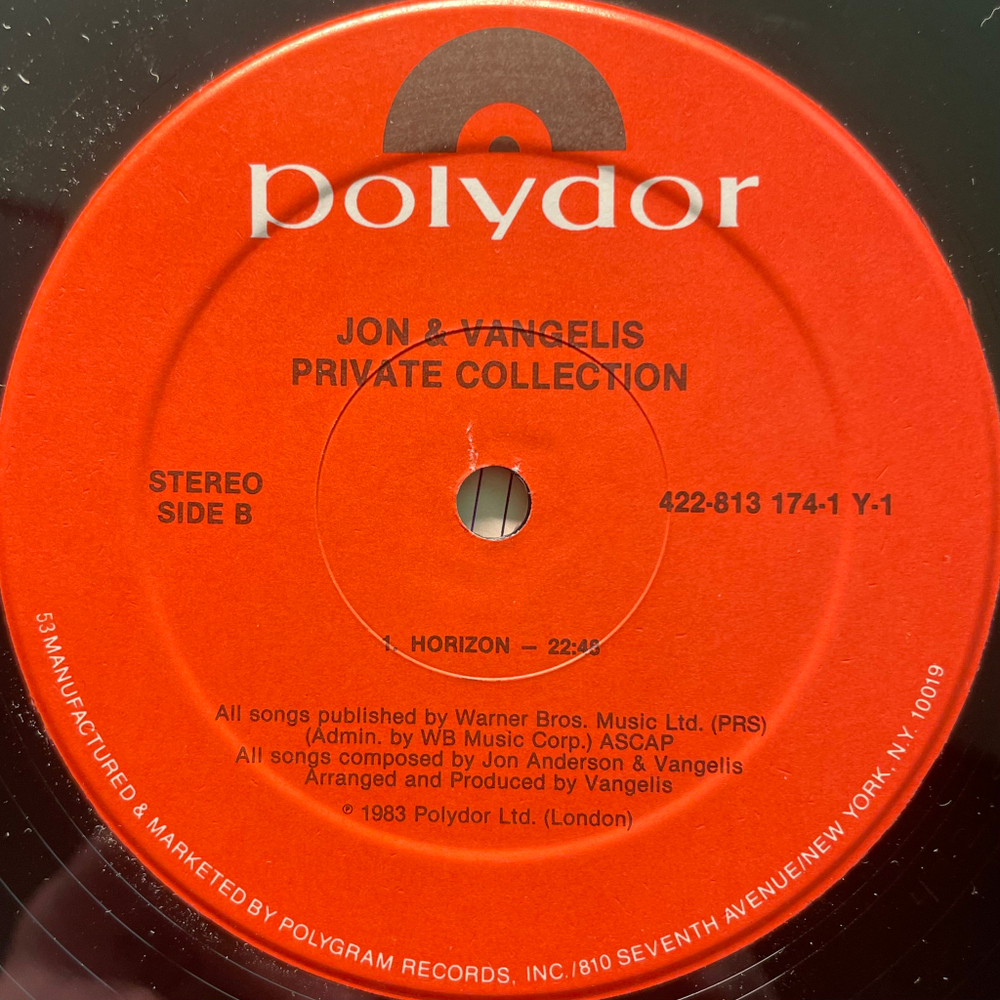 polydor
JON & VANGELIS
PRIVATE COLLECTION
STEREO
SIDE B
422-813 174-1 Y-1
1. HORIZON — 22:46
All songs published by Warner Bros. Music Ltd. (PRS)
(Admin. by WB Music Corp.) ASCAP
All songs composed by Jon Anderson & Vangelis
Arranged and Produced by Vangelis
℗ 1983 Polydor Ltd. (London)
53 MANUFACTURED & MARKETED BY POLYGRAM RECORDS, INC./810 SEVENTH AVENUE/NEW YORK, N.Y. 10019